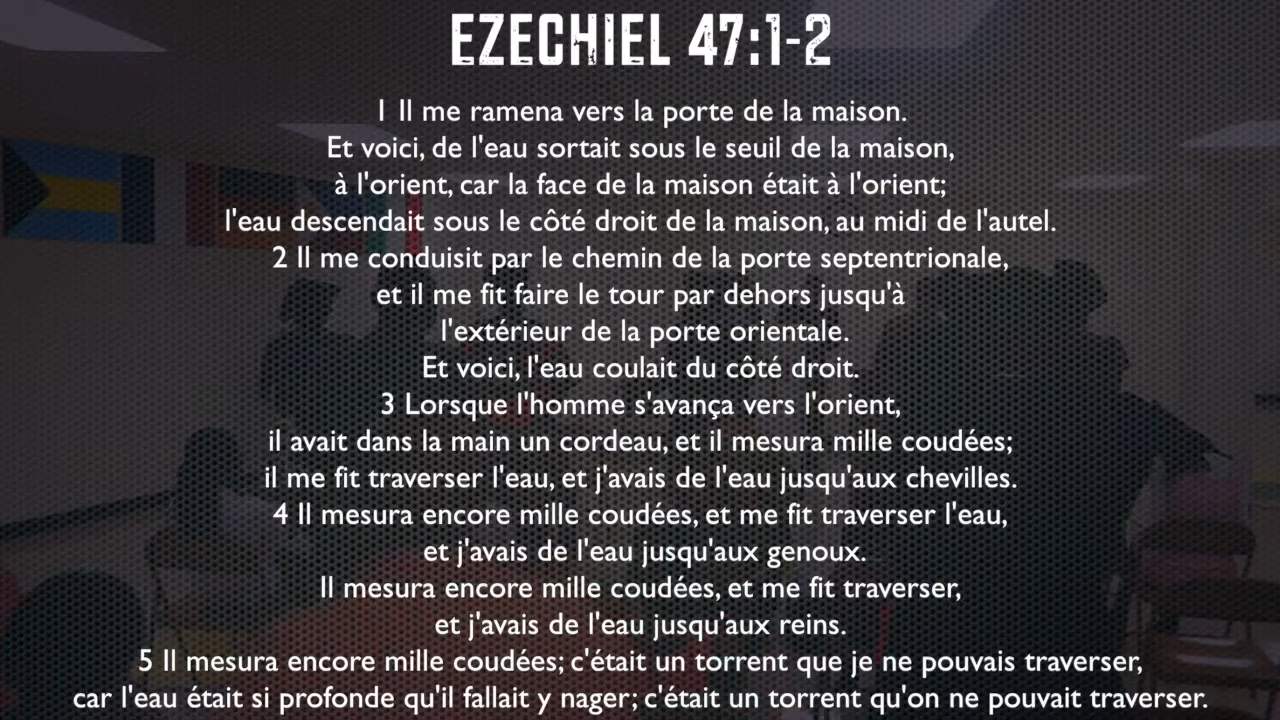 EZECHIEL 47:1-2
1 Il me ramena vers la porte de la maison.
Et voici, de l'eau sortait sous le seuil de la maison,
à l'orient, car la face de la maison était à l'orient;
l'eau descendait sous le côté droit de la maison, au midi de l'autel.
2 Il me conduisit par le chemin de la porte septentrionale,
et il me fit faire le tour par dehors jusqu'à
l'extérieur de la porte orientale.
Et voici, l'eau coulait du côté droit.
3 Lorsque l'homme s'avança vers l'orient,
il avait dans la main un cordeau, et il mesura mille coudées;
il me fit traverser l'eau, et j'avais de l'eau jusqu'aux chevilles.
4 Il mesura encore mille coudées, et me fit traverser l'eau,
et j'avais de l'eau jusqu'aux genoux.
Il mesura encore mille coudées, et me fit traverser,
et j'avais de l'eau jusqu'aux reins.
5 Il mesura encore mille coudées; c'était un torrent que je ne pouvais traverser,
car l'eau était si profonde qu'il fallait y nager; c'était un torrent qu'on ne pouvait traverser.